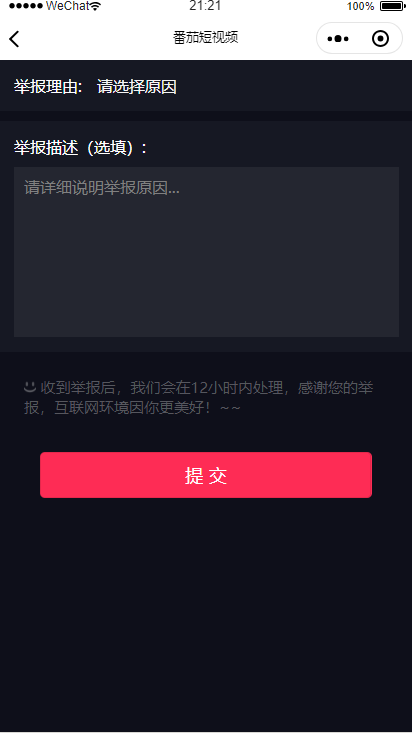 WeChat 21:21 100%
番茄短视频
举报理由： 请选择原因
举报描述（选填）:
请详细说明举报原因...
收到举报后，我们会在12小时内处理，感谢您的举
报，互联网环境因你更美好！~~
提 交